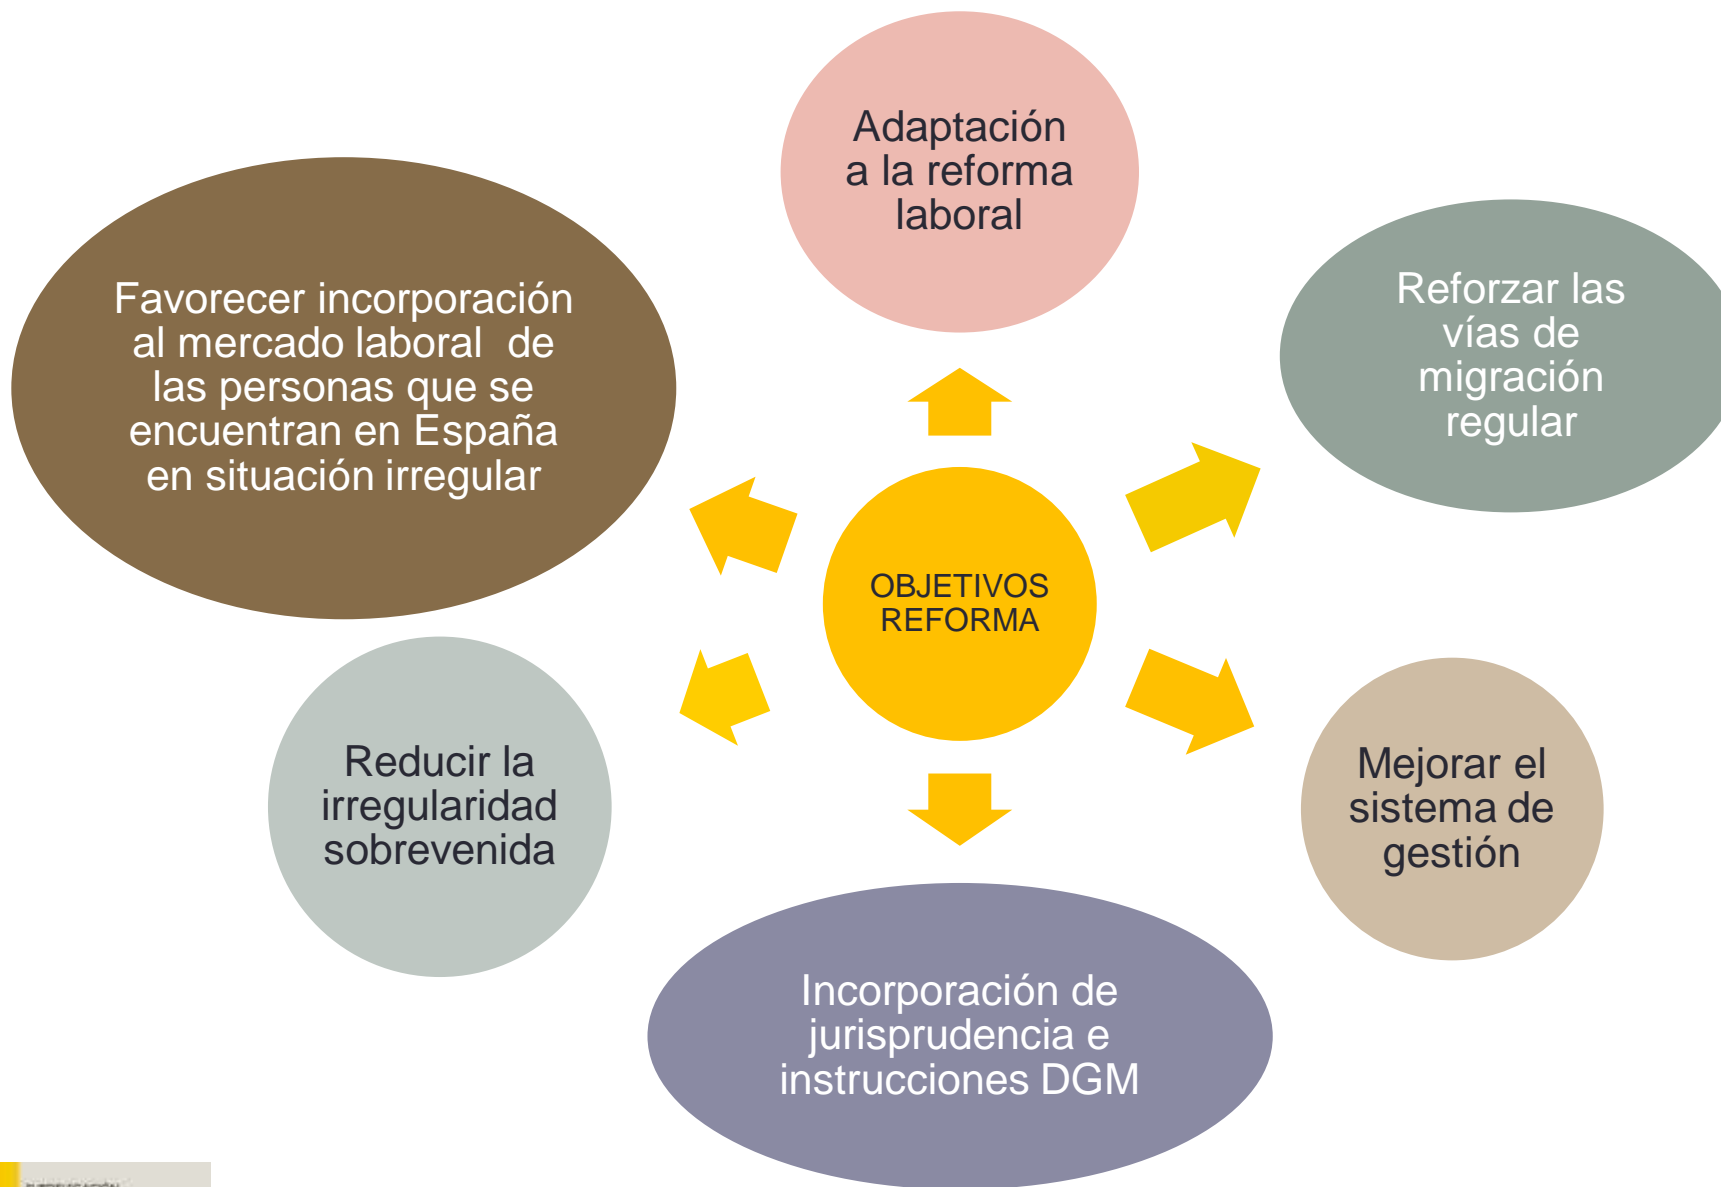 Adaptación
a la reforma
laboral
Favorecer incorporación
al mercado laboral de
las personas que se
encuentran en España
en situación irregular
Reforzar las
vías de
migración
regular
OBJETIVOS
REFORMA
Reducir la
irregularidad
sobrevenida
Mejorar el
sistema de
gestión
Incorporación de
jurisprudencia e
instrucciones DGM